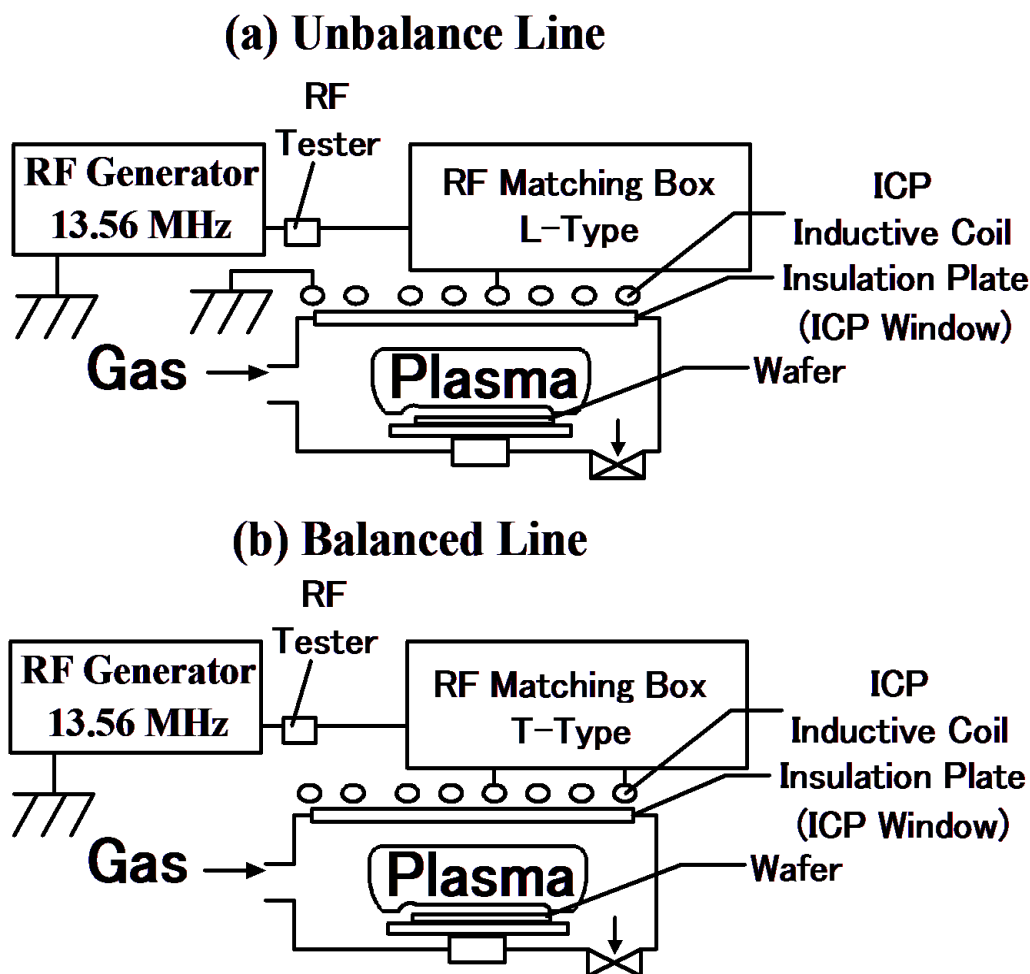 (a) Unbalance Line
RF
Tester
RF Generator
13.56 MHz
RF Matching Box
L-Type
ICP
Inductive Coil
Insulation Plate
(ICP Window)
Gas
Plasma
Wafer
(b) Balanced Line
RF
Tester
RF Generator
13.56 MHz
RF Matching Box
T-Type
ICP
Inductive Coil
Insulation Plate
(ICP Window)
Gas
Plasma
Wafer